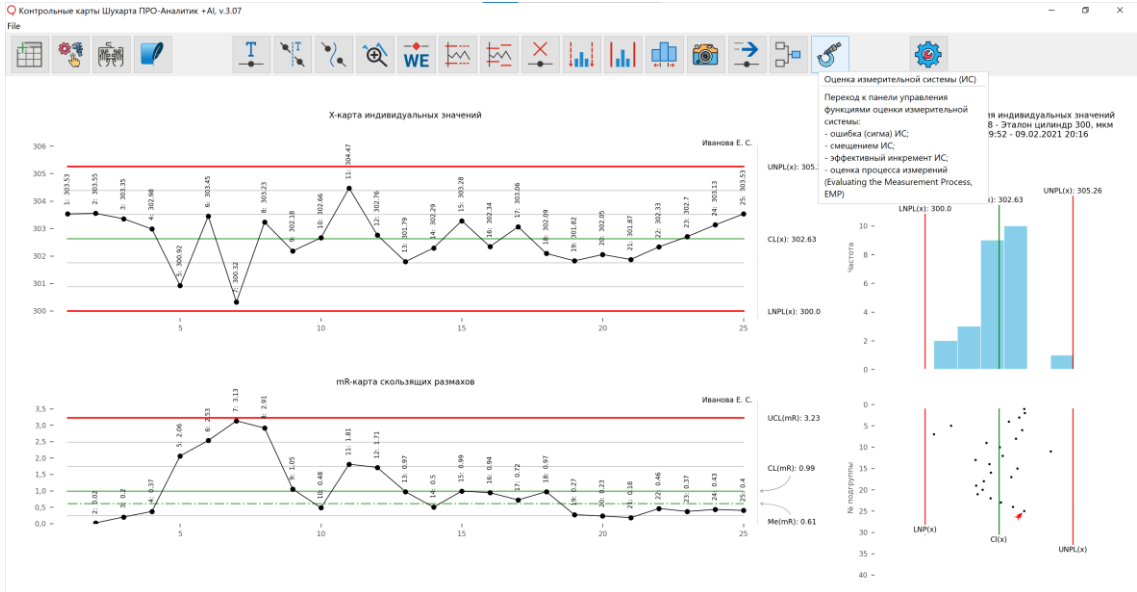 Контрольные карты Шухарта ПРО-Аналитик +AI, v.3.07
File
WE
Оценка измерительной системы (ИС)
Переход к панели управления
функциями оценки измерительной
системы:
- ошибка (сигма) ИС;
- смещением ИС;
- эффективный инкремент ИС;
- оценка процесса измерений
(Evaluating the Measurement Process,
EMP)
X-карта индивидуальных значений
Иванова Е. С.
306
305
304
303
302
301
300
1: 303.53
2: 303.55
3: 303.35
4: 302.98
5: 300.92
6: 303.45
7: 300.32
8: 303.23
9: 302.18
10: 302.66
11: 304.47
12: 302.76
13: 301.79
14: 302.29
15: 303.28
16: 302.34
17: 303.06
18: 302.09
19: 301.82
20: 302.05
21: 301.87
22: 302.33
23: 302.7
24: 303.13
25: 303.53
UNPL(x): 305.
CL(x): 302.63
LNPL(x): 300.0
5
10
15
20
25
mR-карта скользящих размахов
Иванова Е. С.
3,5
3,0
2,5
2,0
1,5
1,0
0,5
0,0
2: 0.02
3: 0.2
4: 0.37
5: 2.06
6: 2.53
7: 3.13
8: 2.91
9: 1.05
10: 0.48
11: 1.81
12: 1.71
13: 0.97
14: 0.5
15: 0.99
16: 0.94
17: 0.72
18: 0.97
19: 0.27
20: 0.23
21: 0.18
22: 0.46
23: 0.37
24: 0.43
25: 0.4
UCL(mR): 3.23
CL(mR): 0.99
Me(mR): 0.61
5
10
15
20
25
индивидуальных значений
8 - Эталон цилиндр 300, мкм
9:52 - 09.02.2021 20:16
UNPL(x): 305.26
LNPL(x): 300.0
(x): 302.63
Частота
10
8
6
4
2
0
№ подгруппы
0
5
10
15
20
25
30
35
40
LNP(x)
Cl(x)
UNPL(x)